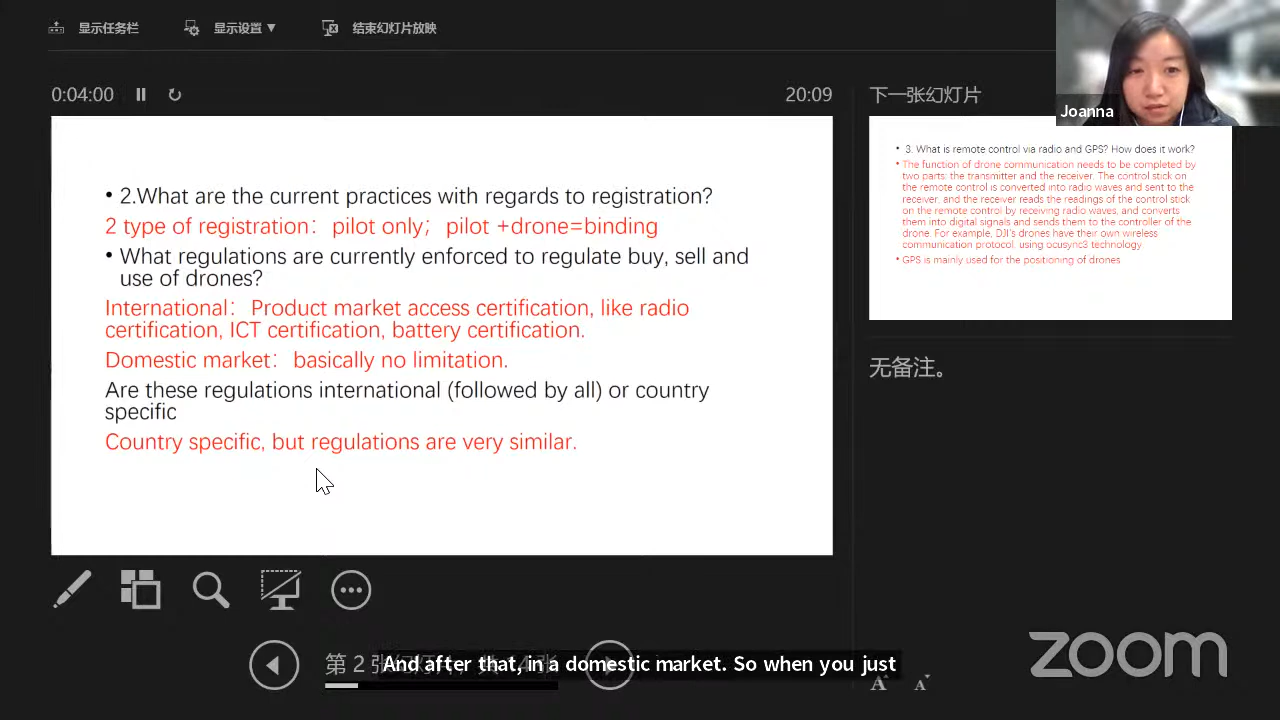 显示任务栏
显示设置 ▼
结束幻灯片放映
0:04:00
20:09
下一张幻灯片
Joanna
• 2.What are the current practices with regards to registration?
2 type of registration：pilot only；pilot +drone=binding
• What regulations are currently enforced to regulate buy, sell and
use of drones?
International：Product market access certification, like radio
certification, ICT certification, battery certification.
Domestic market：basically no limitation.
Are these regulations international (followed by all) or country
specific
Country specific, but regulations are very similar.
• 3. What is remote control via radio and GPS? How does it work?
• The function of drone communication needs to be completed by
two parts: the transmitter and the receiver. The control stick on
the remote control is converted into radio waves and sent to the
receiver, and the receiver reads the readings of the control stick
on the remote control by receiving radio waves, and converts
them into digital signals and sends them to the controller of the
drone. For example, DJI's drones have their own wireless
communication protocol, using ocusync3 technology
• GPS is mainly used for the positioning of drones
无备注。
第 2 张
And after that, in a domestic market. So when you just
A A
zoom